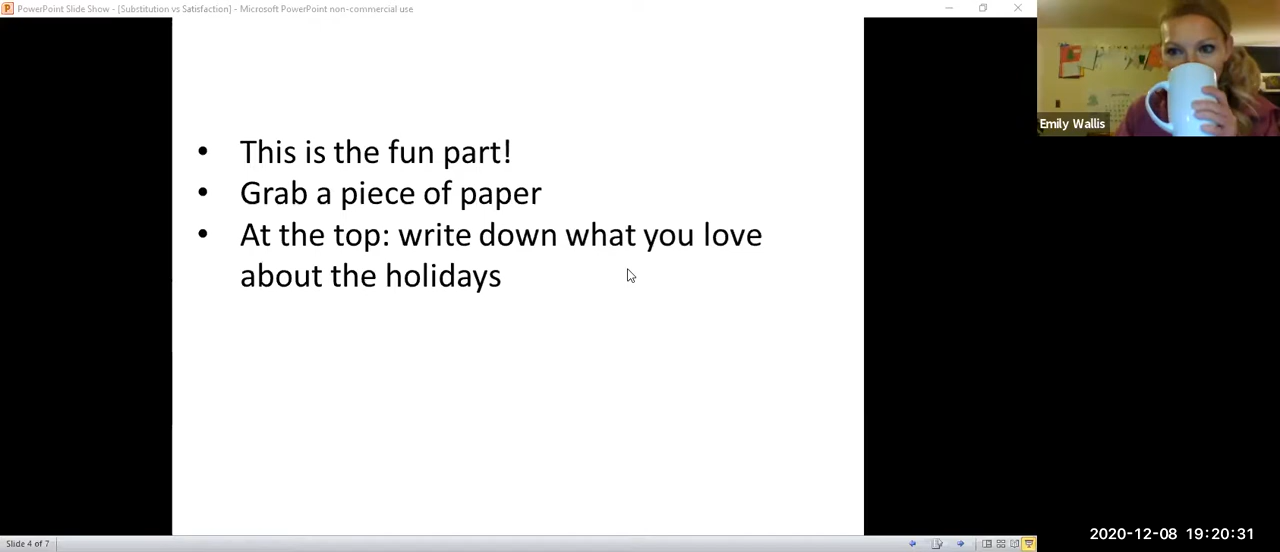 PowerPoint Slide Show - [Substitution vs Satisfaction] - Microsoft PowerPoint non-commercial use
Emily Wallis
• This is the fun part!
• Grab a piece of paper
• At the top: write down what you love
about the holidays
2020-12-08 19:20:31
Slide 4 of 7